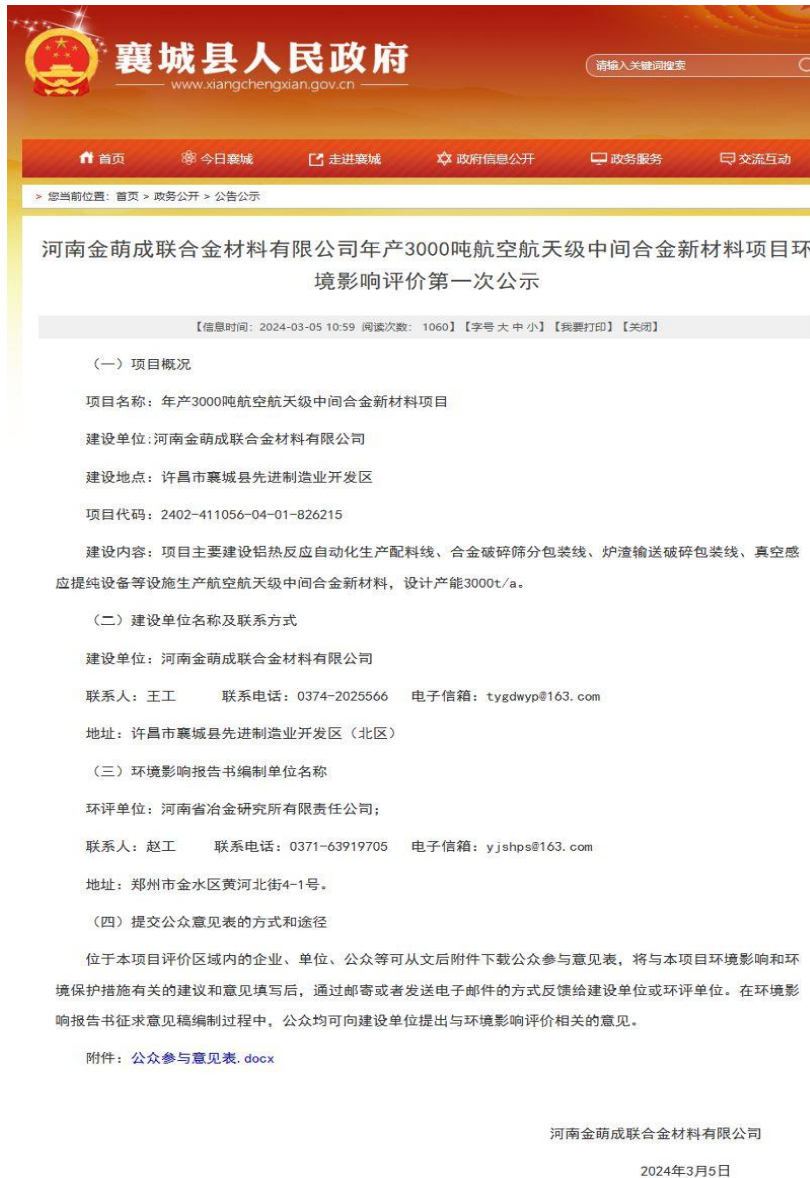 襄城县人民政府
www.xiangchengxian.gov.cn
请输入关键词搜索
首页 今日襄城 走进襄城 政府信息公开 政务服务 交流互动
> 您当前位置：首页 > 政务公开 > 公告公示
河南金萌成联合金材料有限公司年产3000吨航空航天级中间合金新材料项目环
境影响评价第一次公示
【信息时间：2024-03-05 10:59 阅读次数： 1060】【字号 大 中 小】【我要打印】【关闭】
（一）项目概况
项目名称：年产3000吨航空航天级中间合金新材料项目
建设单位:河南金萌成联合金材料有限公司
建设地点：许昌市襄城县先进制造业开发区
项目代码：2402-411056-04-01-826215
建设内容：项目主要建设铝热反应自动化生产配料线、合金破碎筛分包装线、炉渣输送破碎包装线、真空感
应提纯设备等设施生产航空航天级中间合金新材料，设计产能3000t/a。
（二）建设单位名称及联系方式
建设单位：河南金萌成联合金材料有限公司
联系人：王工 联系电话：0374-2025566 电子信箱：tygdwyp@163.com
地址：许昌市襄城县先进制造业开发区（北区）
（三）环境影响报告书编制单位名称
环评单位：河南省冶金研究所有限责任公司；
联系人：赵工 联系电话：0371-63919705 电子信箱：yjshps@163.com
地址：郑州市金水区黄河北街4-1号。
（四）提交公众意见表的方式和途径
位于本项目评价区域内的企业、单位、公众等可从文后附件下载公众参与意见表，将与本项目环境影响和环
境保护措施有关的建议和意见填写后，通过邮寄或者发送电子邮件的方式反馈给建设单位或环评单位。在环境影
响报告书征求意见稿编制过程中，公众均可向建设单位提出与环境影响评价相关的意见。
附件：公众参与意见表.docx
河南金萌成联合金材料有限公司
2024年3月5日